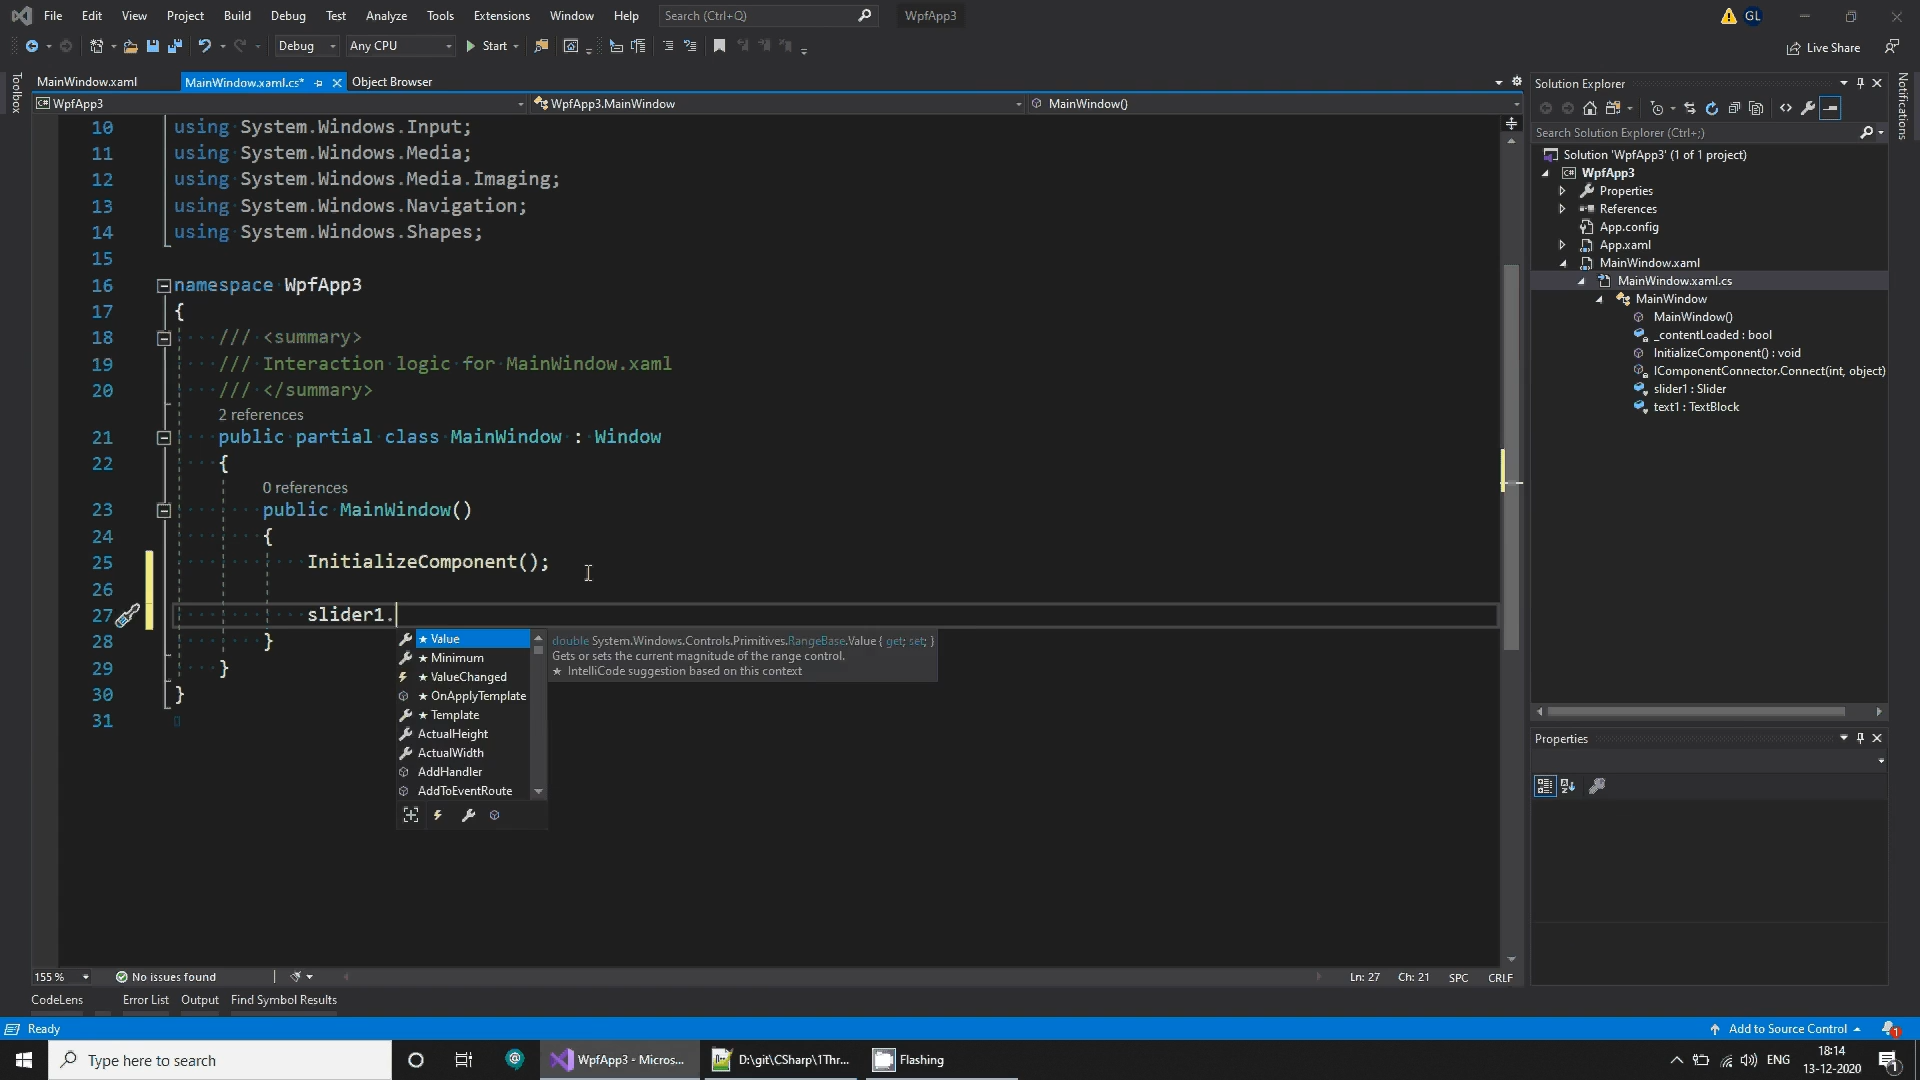 File Edit View Project Build Debug Test Analyze Tools Extensions Window Help Search (Ctrl+Q) WpfApp3 GL
Debug Any CPU Start Live Share
Toolbox
MainWindow.xaml MainWindow.xaml.cs* Object Browser
WpfApp3 WpfApp3.MainWindow MainWindow()
10 using System.Windows.Input;
11 using System.Windows.Media;
12 using System.Windows.Media.Imaging;
13 using System.Windows.Navigation;
14 using System.Windows.Shapes;
15
16 namespace WpfApp3
17 {
18 /// <summary>
19 /// Interaction logic for MainWindow.xaml
20 /// </summary>
2 references
21 public partial class MainWindow : Window
22 {
0 references
23 public MainWindow()
24 {
25 InitializeComponent();
26
27 slider1.
28 }
29 }
30 }
31
★ Value
★ Minimum
★ ValueChanged
★ OnApplyTemplate
★ Template
ActualHeight
ActualWidth
AddHandler
AddToEventRoute
double System.Windows.Controls.Primitives.RangeBase.Value { get; set; }
Gets or sets the current magnitude of the range control.
★ IntelliCode suggestion based on this context
155 % No issues found Ln: 27 Ch: 21 SPC CRLF
CodeLens Error List Output Find Symbol Results
Solution Explorer
Search Solution Explorer (Ctrl+;)
Solution 'WpfApp3' (1 of 1 project)
WpfApp3
Properties
References
App.config
App.xaml
MainWindow.xaml
MainWindow.xaml.cs
MainWindow
MainWindow()
_contentLoaded : bool
InitializeComponent() : void
IComponentConnector.Connect(int, object)
slider1 : Slider
text1 : TextBlock
Properties
Notifications
Ready Add to Source Control 1
Type here to search WpfApp3 - Micros... D:\git\CSharp\1Thr... Flashing ENG 18:14
13-12-2020 1